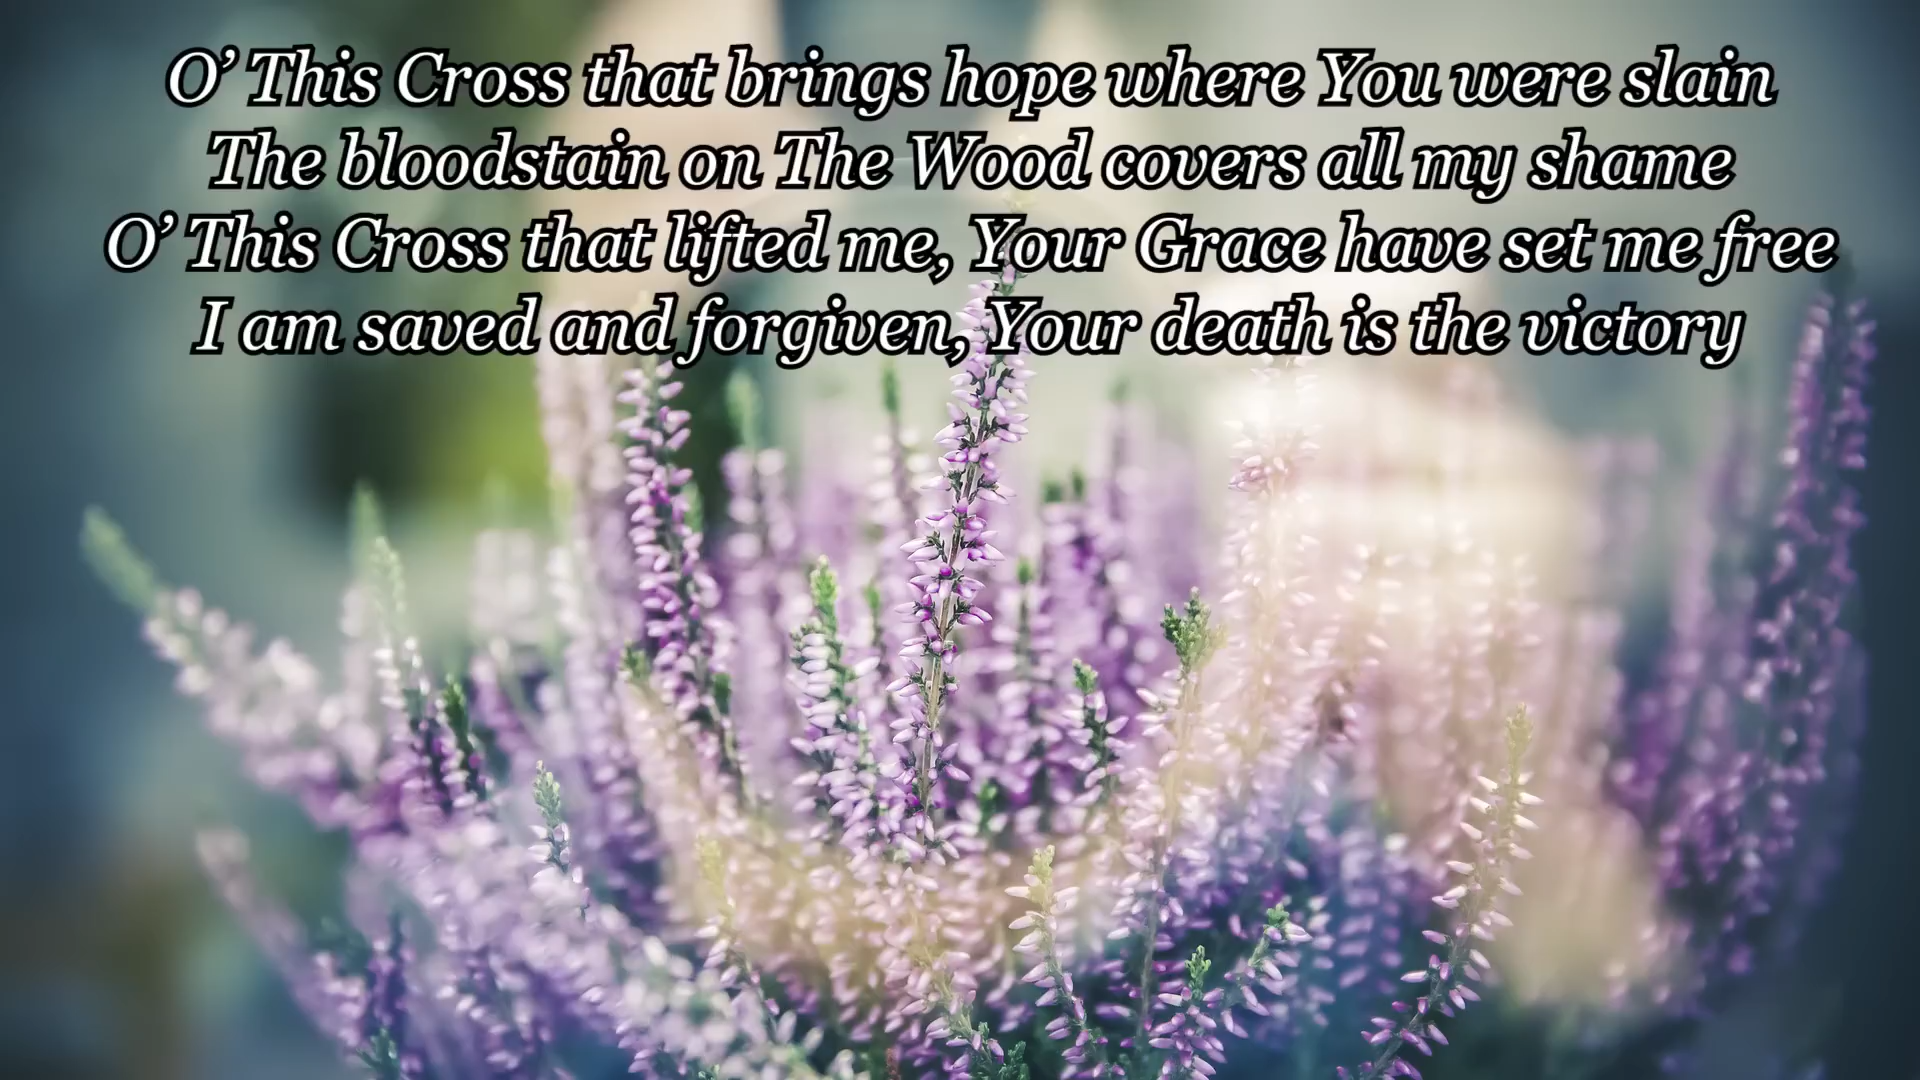 O’ This Cross that brings hope where You were slain
The bloodstain on The Wood covers all my shame
O’ This Cross that lifted me, Your Grace have set me free
I am saved and forgiven, Your death is the victory